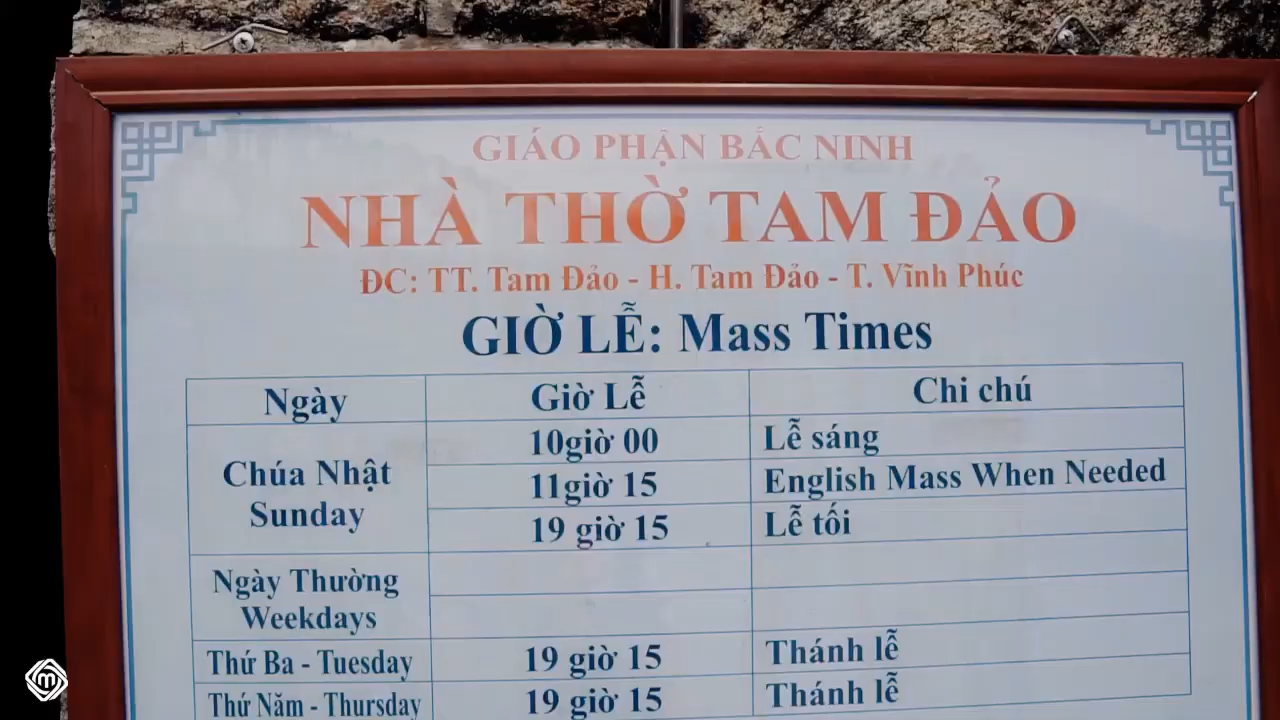 GIÁO PHẬN BẮC NINH
NHÀ THỜ TAM ĐẢO
ĐC: TT. Tam Đảo - H. Tam Đảo - T. Vĩnh Phúc
GIỜ LỄ: Mass Times
Ngày Giờ Lễ Chi chú
Chúa Nhật Sunday
10giờ 00 Lễ sáng
11giờ 15 English Mass When Needed
19 giờ 15 Lễ tối
Ngày Thường
Weekdays
Thứ Ba - Tuesday 19 giờ 15 Thánh lễ
Thứ Năm - Thursday 19 giờ 15 Thánh lễ
m